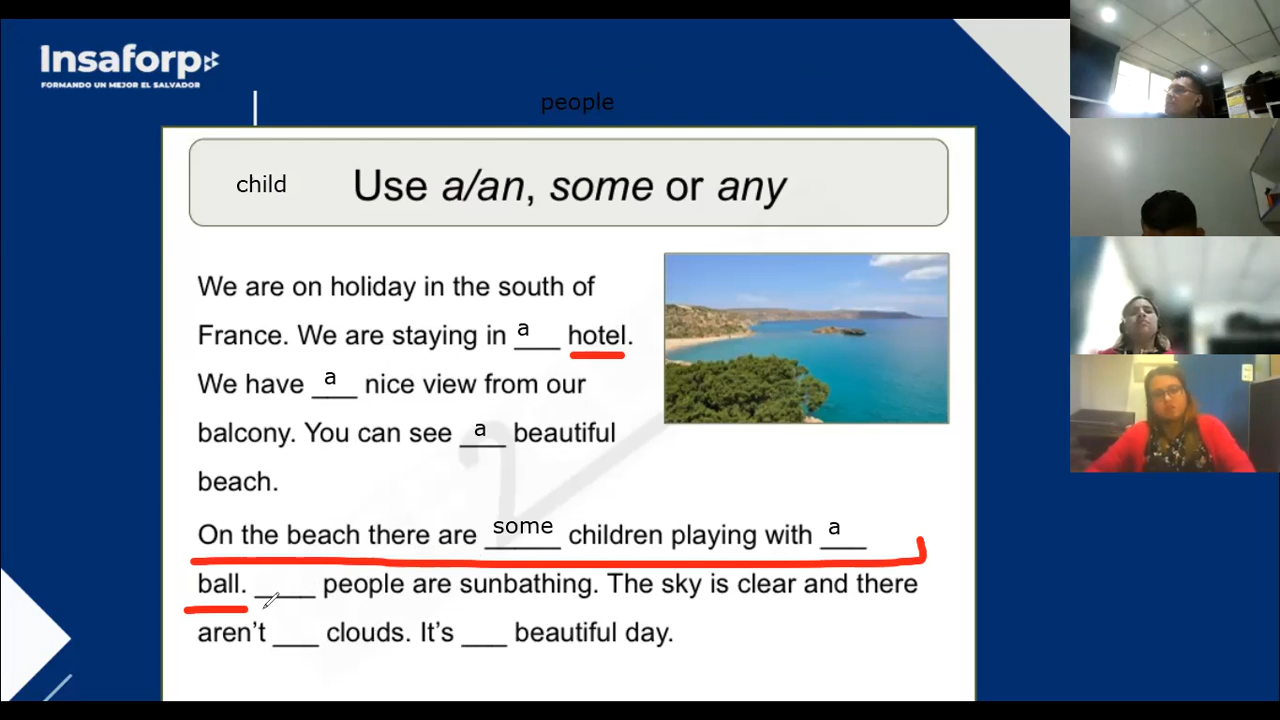 Insaforp
FORMANDO UN MEJOR EL SALVADOR
people
child
Use a/an, some or any
We are on holiday in the south of
France. We are staying in a hotel.
We have a nice view from our
balcony. You can see a beautiful
beach.
On the beach there are some children playing with a
ball. ____ people are sunbathing. The sky is clear and there
aren't ___ clouds. It's ___ beautiful day.